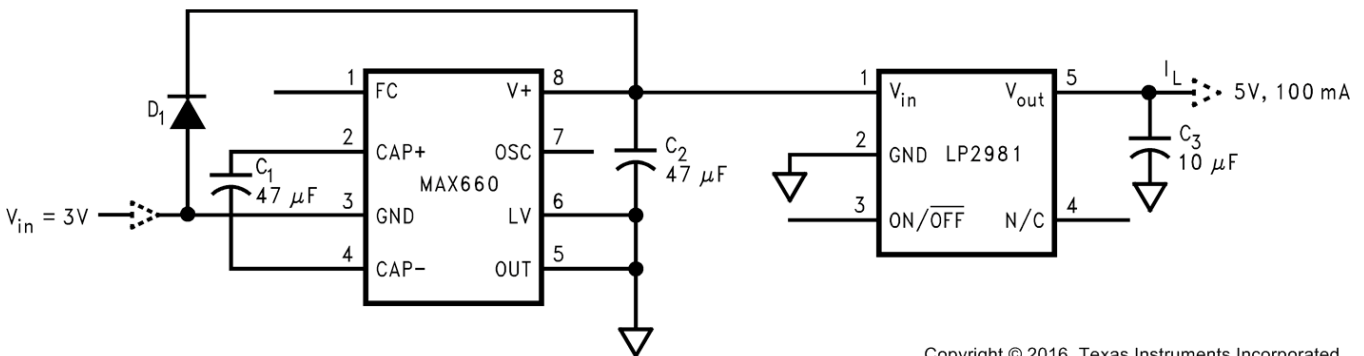 1
FC
V+
8
1
Vin
Vout
5
IL
5V, 100 mA
D1
2
CAP+
OSC
7
C2
47 μF
2
GND
LP2981
C3
10 μF
C1
47 μF
MAX660
Vin = 3V
3
GND
LV
6
3
ON/OFF
N/C
4
4
CAP-
OUT
5
Copyright © 2016, Texas Instruments Incorporated